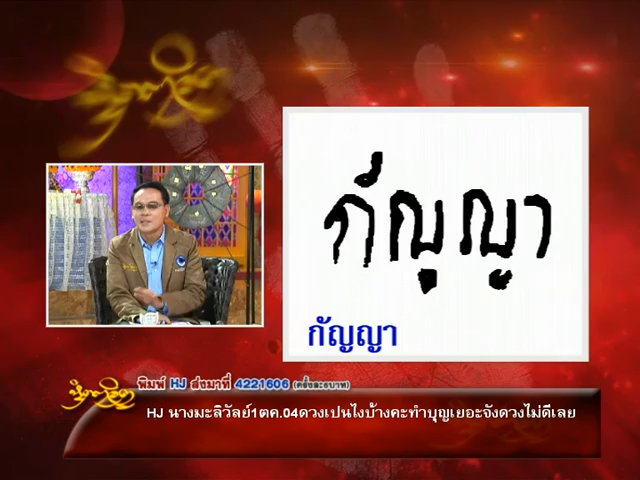 กัญญา
กัญญา
พิมพ์ HJ ส่งมาที่ 4221606 (ครั้งละ6บาท)
HJ นางมะลิวัลย์1ตค.04ดวงเปนไงบ้างคะทำบุญเยอะจังดวงไม่ดีเลย